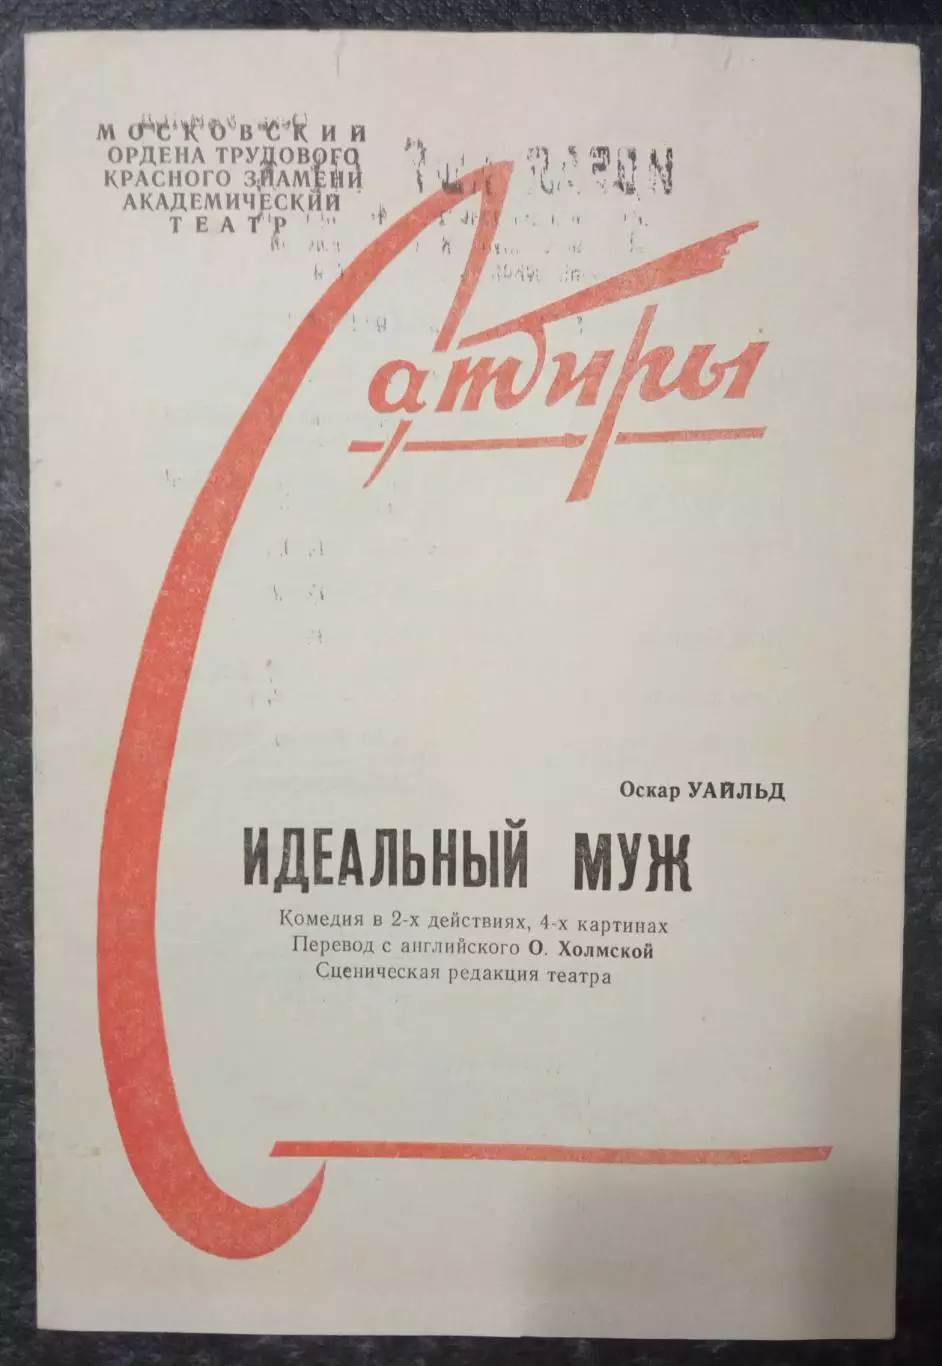 МОСКОВСКИЙ
ОРДЕНА ТРУДОВОГО
КРАСНОГО ЗНАМЕНИ
АКАДЕМИЧЕСКИЙ
ТЕАТР
Сатиры
Оскар УАЙЛЬД
ИДЕАЛЬНЫЙ МУЖ
Комедия в 2-х действиях, 4-х картинах
Перевод с английского О. Холмской
Сценическая редакция театра